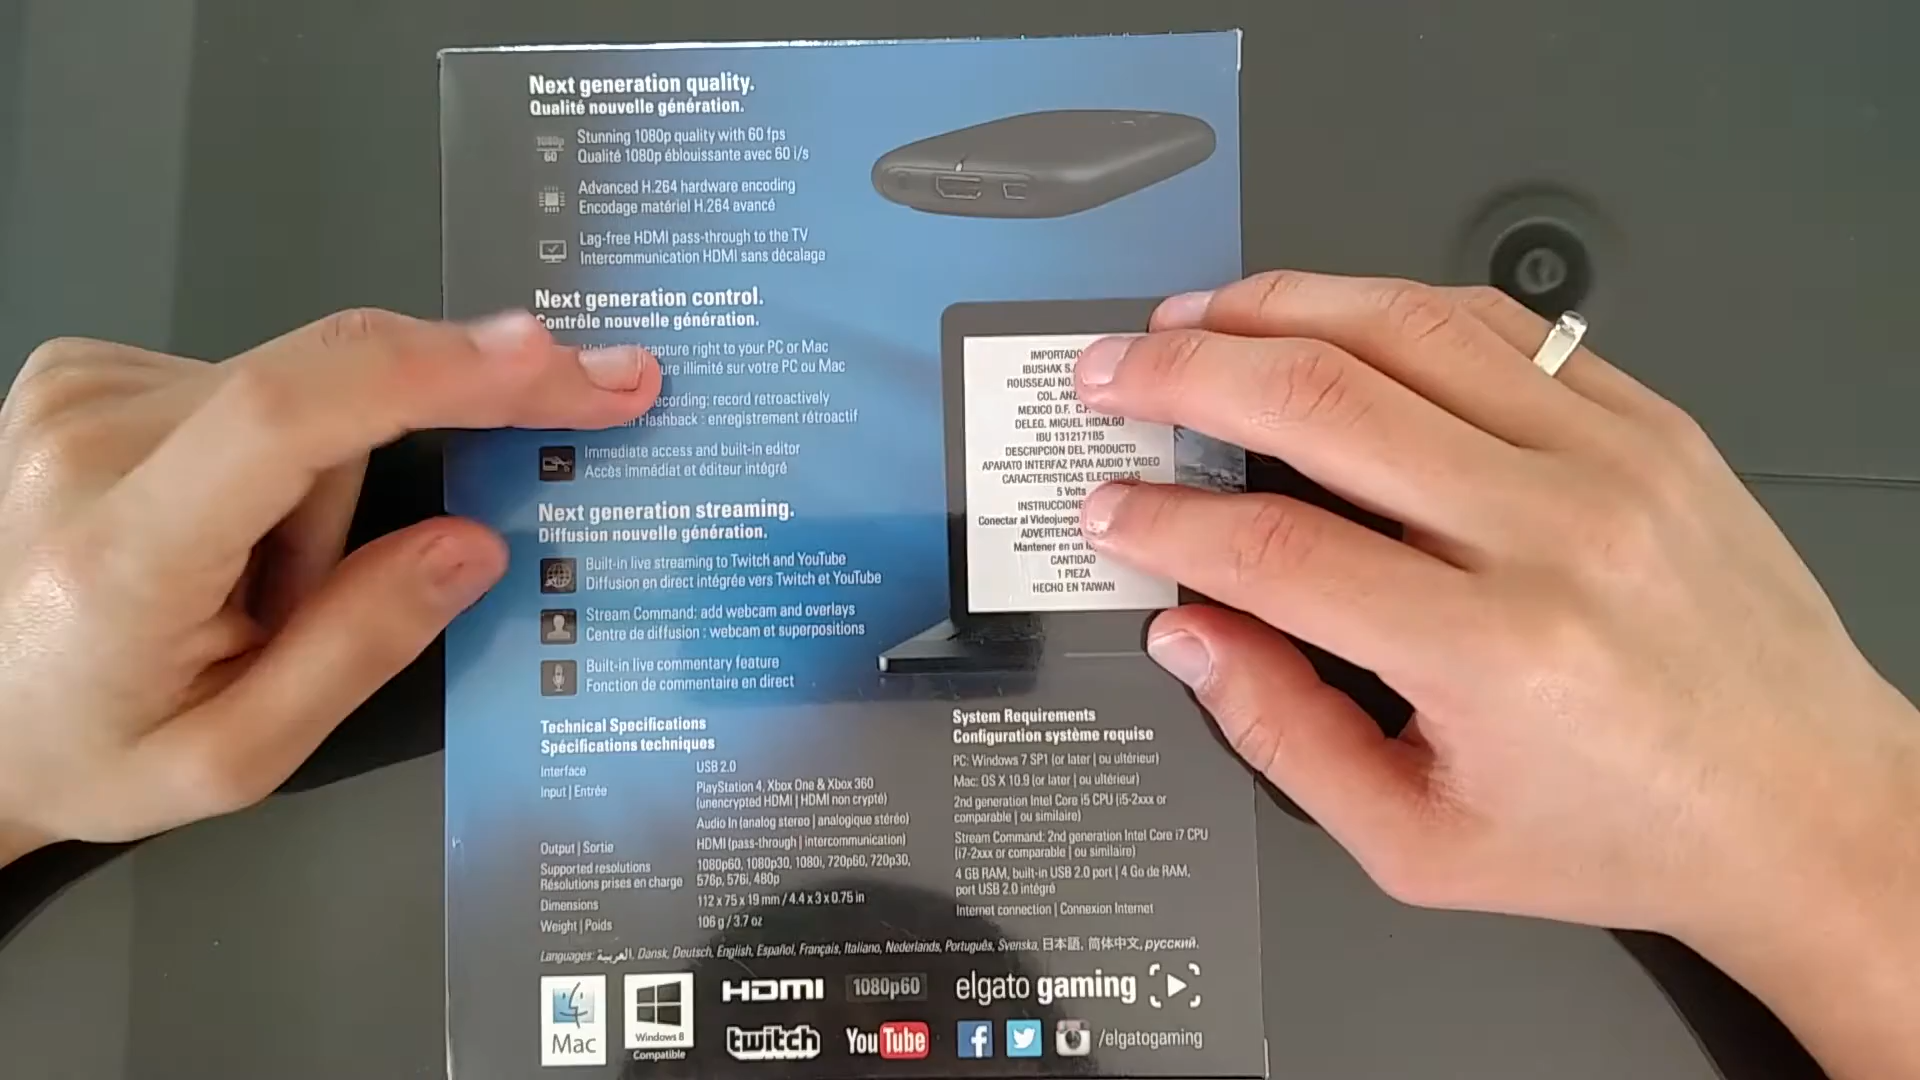 Next generation quality.
Qualité nouvelle génération.
1080p
60
Stunning 1080p quality with 60 fps
Qualité 1080p éblouissante avec 60 i/s
Advanced H.264 hardware encoding
Encodage matériel H.264 avancé
Lag-free HDMI pass-through to the TV
Intercommunication HDMI sans décalage
Next generation control.
Contrôle nouvelle génération.
capture right to your PC or Mac
illimité sur votre PC ou Mac
record retroactively
Flashback : enregistrement rétroactif
Immediate access and built-in editor
Accès immédiat et éditeur intégré
Next generation streaming.
Diffusion nouvelle génération.
Built-in live streaming to Twitch and YouTube
Diffusion en direct intégrée vers Twitch et YouTube
Stream Command: add webcam and overlays
Centre de diffusion : webcam et superpositions
Built-in live commentary feature
Fonction de commentaire en direct
IMPORTADO
IBUSHAK
ROUSSEAU NO.
COL.
MEXICO D.F.
DELEG. MIGUEL HIDALGO
IBU 1312171B5
DESCRIPCION DEL PRODUCTO
APARATO INTERFAZ PARA AUDIO Y VIDEO
CARACTERISTICAS ELECTRICAS
5 Volts
Conectar al Videojuego
ADVERTENCIA
Mantener en un
CANTIDAD
1 PIEZA
HECHO EN TAIWAN
Technical Specifications
Spécifications techniques
Interface USB 2.0
Input | Entrée PlayStation 4, Xbox One & Xbox 360
(unencrypted HDMI | HDMI non crypté)
Audio In (analog stereo | analogique stéréo)
Output | Sortie HDMI (pass-through | intercommunication)
Supported resolutions 1080p60, 1080p30, 1080i, 720p60, 720p30,
Résolutions prises en charge 576p, 576i, 480p
Dimensions 112 x 75 x 19 mm / 4.4 x 3 x 0.75 in
Weight | Poids 106 g / 3.7 oz
System Requirements
Configuration système requise
PC: Windows 7 SP1 (or later | ou ultérieur)
Mac: OS X 10.9 (or later | ou ultérieur)
2nd generation Intel Core i5 CPU (i5-2xxx or
comparable | ou similaire)
Stream Command: 2nd generation Intel Core i7 CPU
(i7-2xxx or comparable | ou similaire)
4 GB RAM, built-in USB 2.0 port | 4 Go de RAM,
port USB 2.0 intégré
Internet connection | Connexion Internet
Languages: العربية, Dansk, Deutsch, English, Español, Français, Italiano, Nederlands, Português, Svenska, 日本語, 简体中文, русский.
Mac
Windows 8
Compatible
HDMI
1080p60
elgato gaming
twitch
YouTube
/elgatogaming